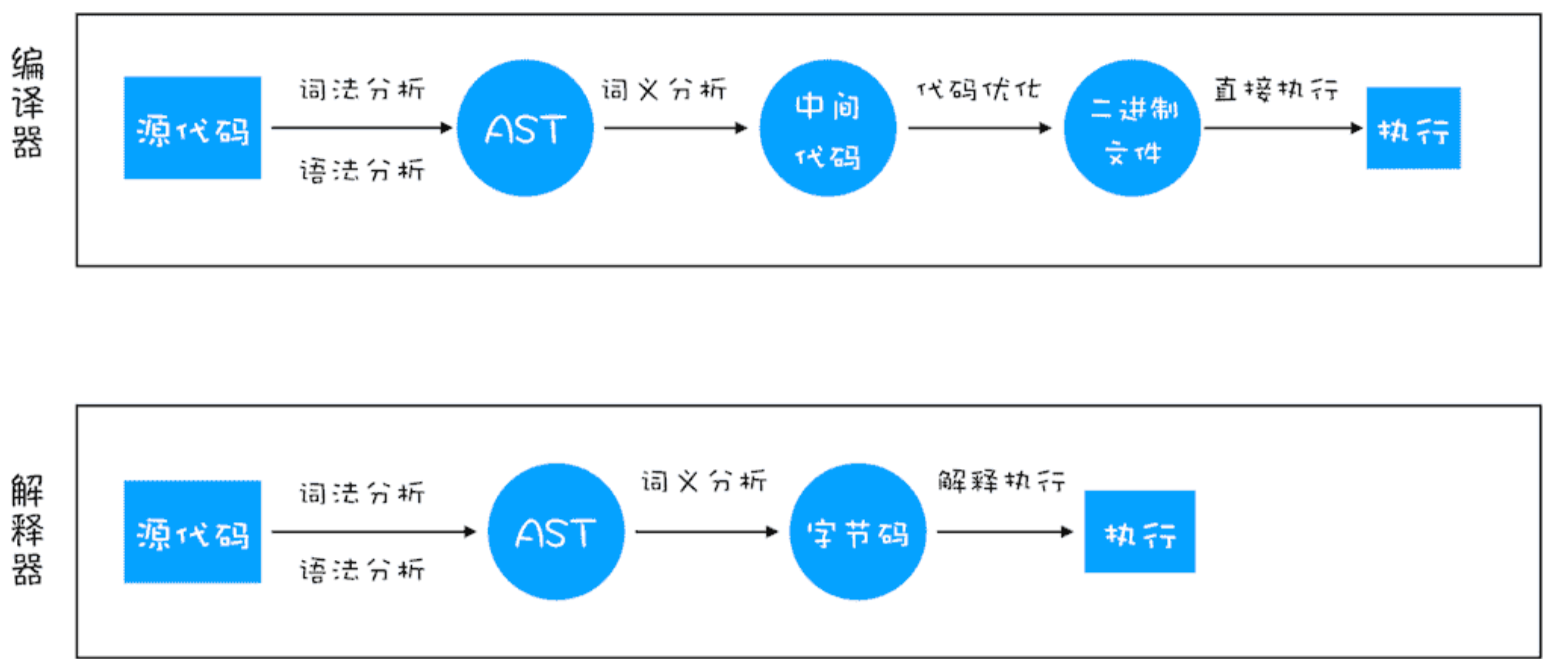 编译器
源代码
词法分析
语法分析
AST
词义分析
中间
代码
代码优化
二进制
文件
直接执行
执行
解释器
源代码
词法分析
语法分析
AST
词义分析
字节码
解释执行
执行